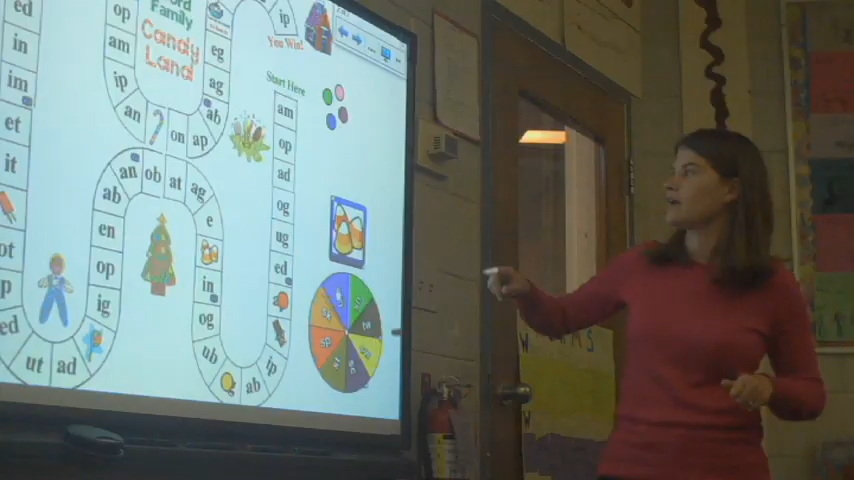 ord
Family
Candy
Land
You Win!
Start Here
ed
in
im
et
it
ot
p
ed
ut
ad
ig
op
en
ab
an
ob
at
ag
e
in
og
ub
ab
ip
ed
ug
og
ad
op
am
op
am
ip
an
on
ap
ab
ag
eg
ip